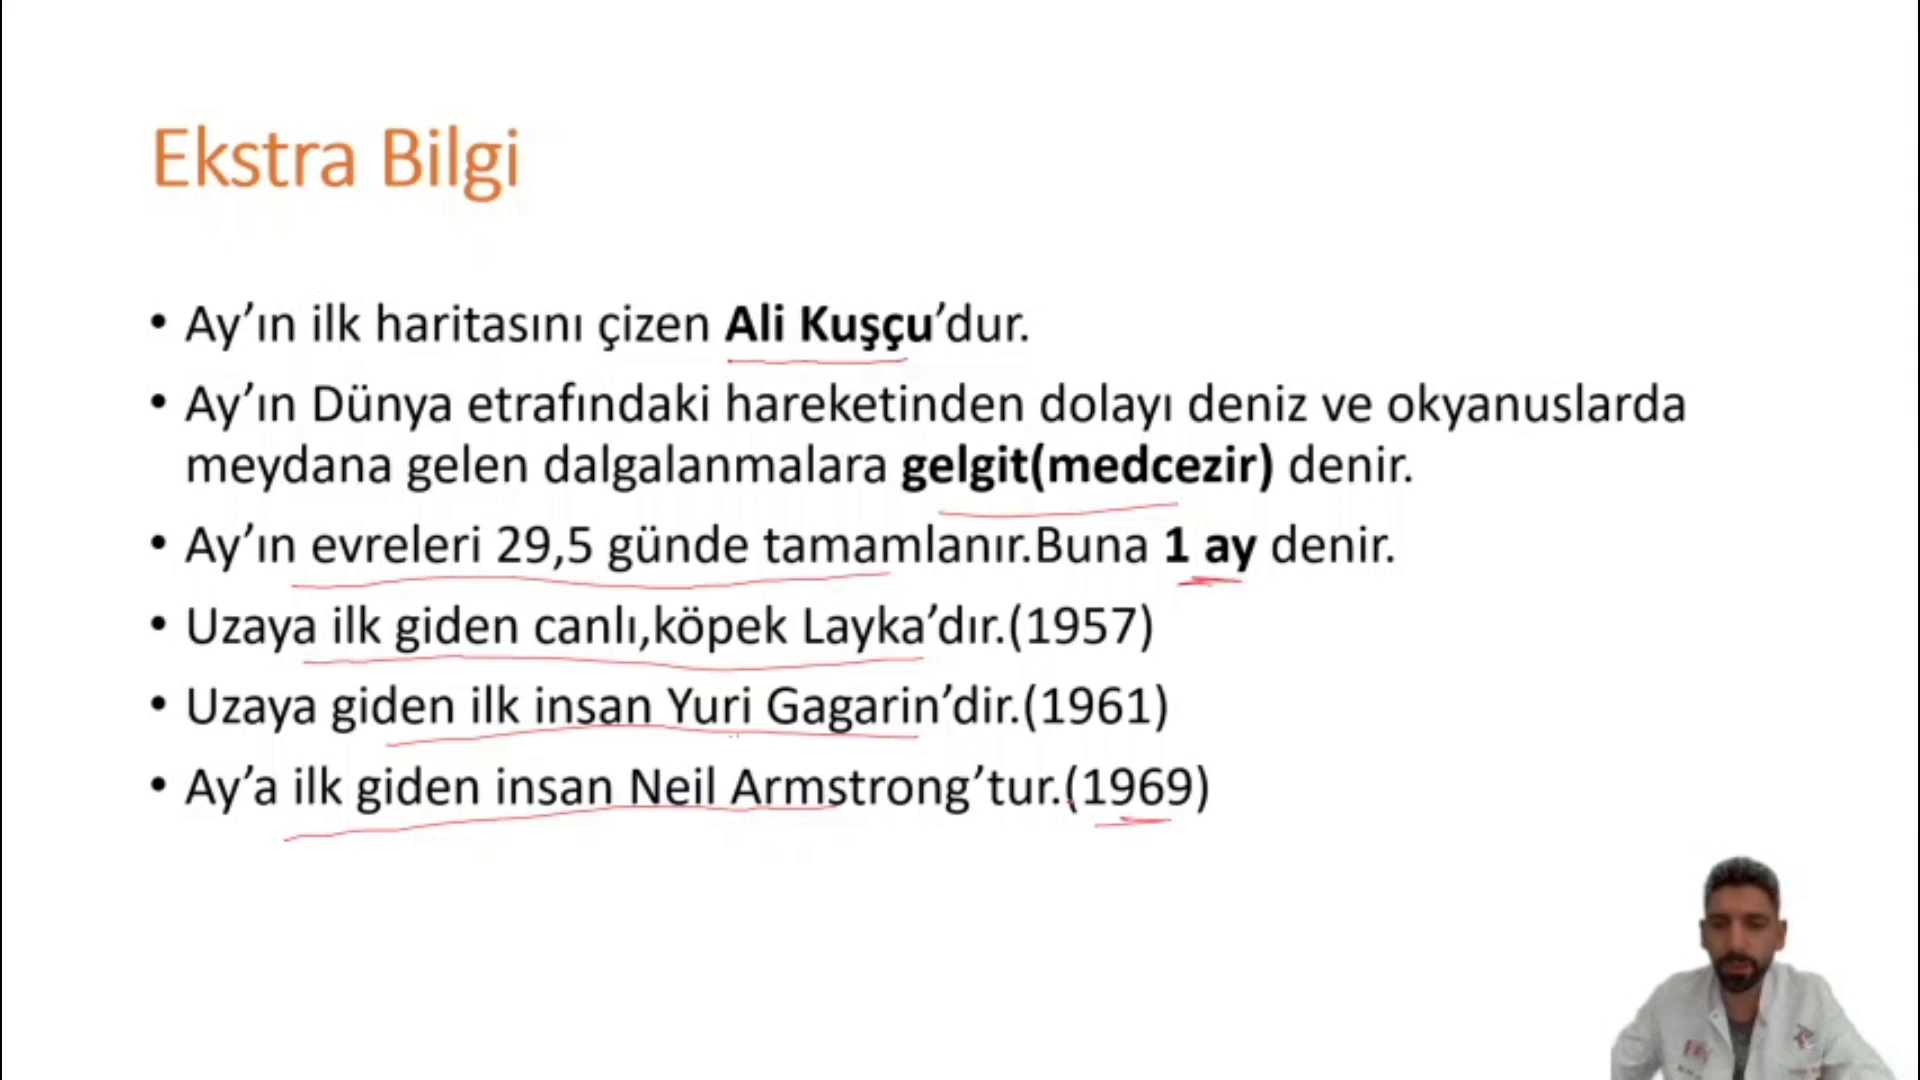 Ekstra Bilgi
• Ay’ın ilk haritasını çizen Ali Kuşçu’dur.
• Ay’ın Dünya etrafındaki hareketinden dolayı deniz ve okyanuslarda
meydana gelen dalgalanmalara gelgit(medcezir) denir.
• Ay’ın evreleri 29,5 günde tamamlanır.Buna 1 ay denir.
• Uzaya ilk giden canlı,köpek Layka’dır.(1957)
• Uzaya giden ilk insan Yuri Gagarin’dir.(1961)
• Ay’a ilk giden insan Neil Armstrong’tur.(1969)